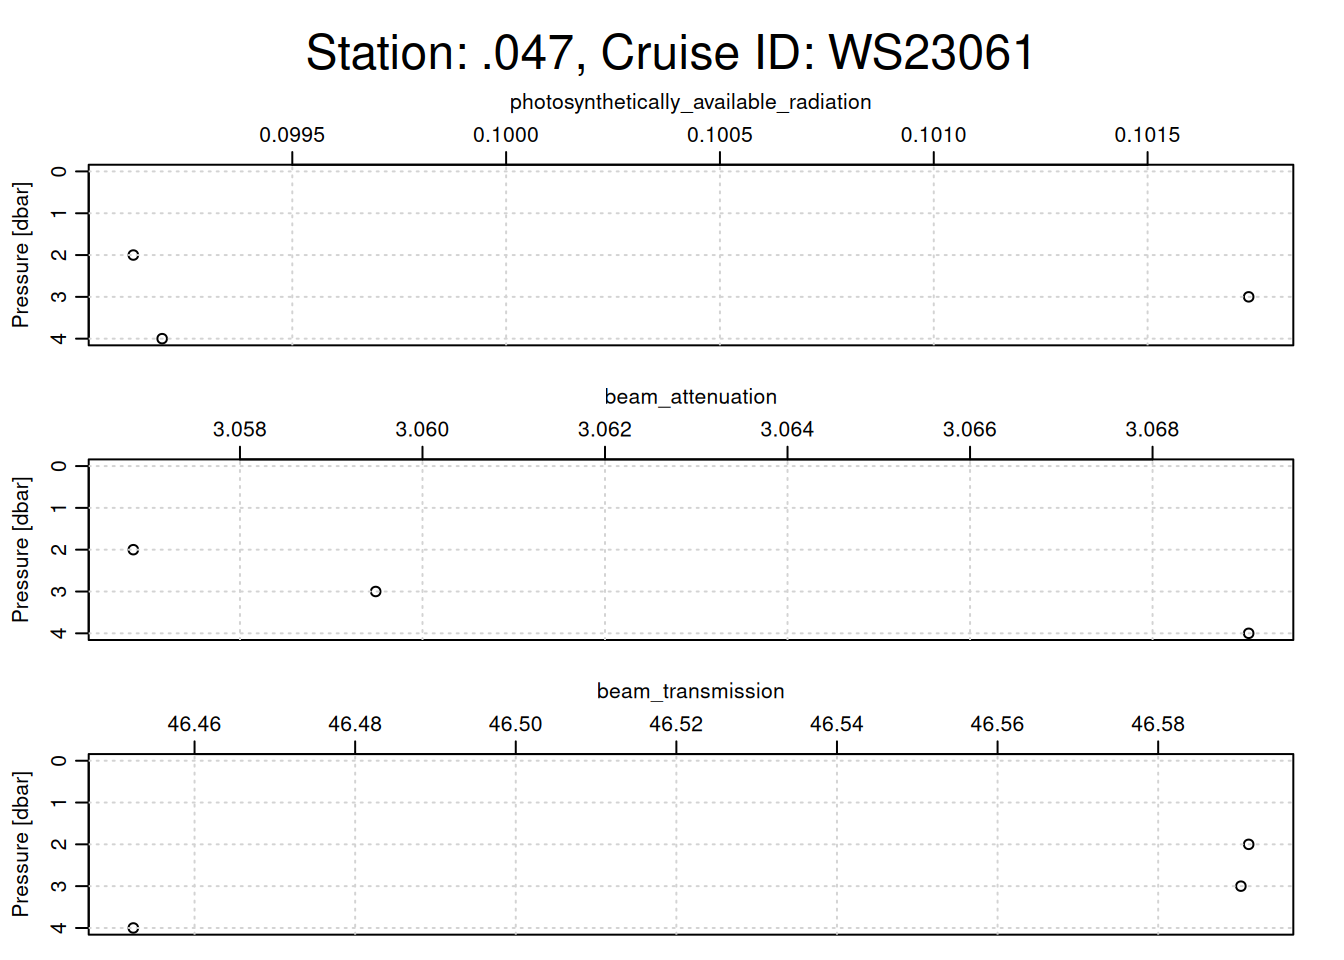 Station: .047, Cruise ID: WS23061
photosynthetically_available_radiation
0.0995 0.1000 0.1005 0.1010 0.1015
Pressure [dbar]
0
1
2
3
4
beam_attenuation
3.058 3.060 3.062 3.064 3.066 3.068
Pressure [dbar]
0
1
2
3
4
beam_transmission
46.46 46.48 46.50 46.52 46.54 46.56 46.58
Pressure [dbar]
0
1
2
3
4